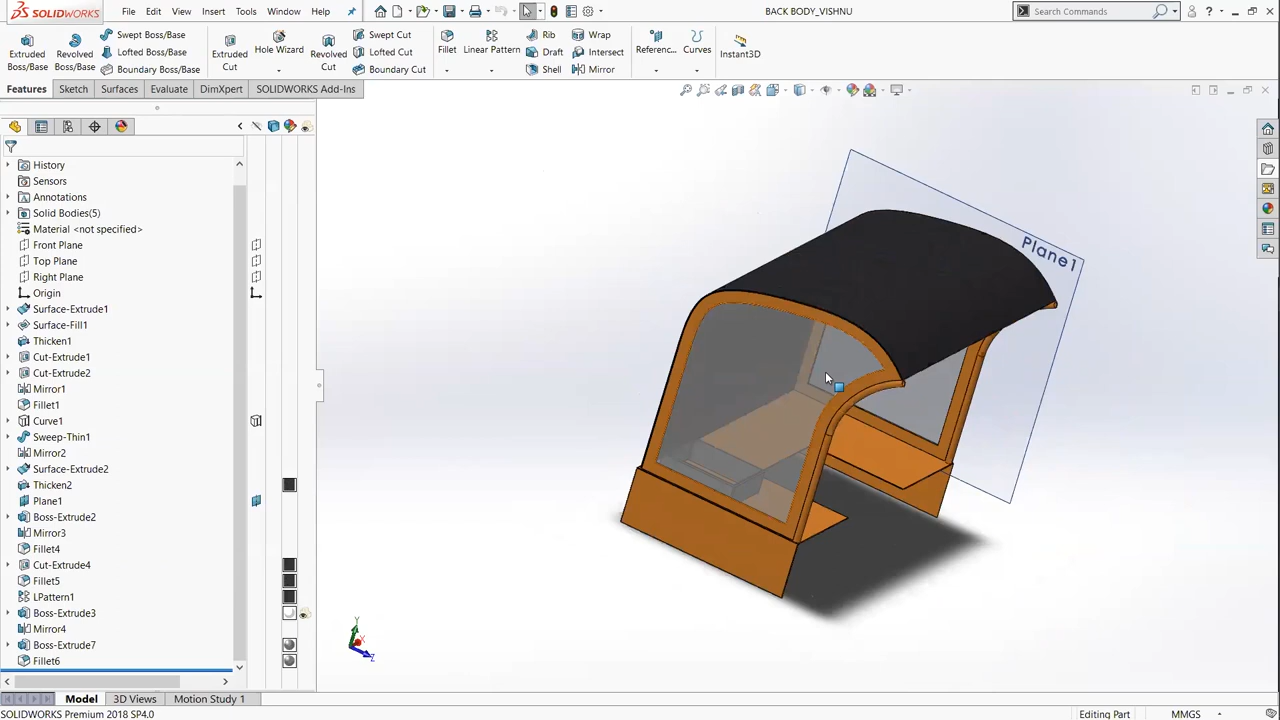 SOLIDWORKS File Edit View Insert Tools Window Help BACK BODY_VISHNU Search Commands ?
Extruded Boss/Base Revolved Boss/Base Swept Boss/Base Lofted Boss/Base Boundary Boss/Base Extruded Cut Hole Wizard Revolved Cut Swept Cut Lofted Cut Boundary Cut Fillet Linear Pattern Rib Draft Shell Wrap Intersect Mirror Referenc... Curves Instant3D
Features Sketch Surfaces Evaluate DimXpert SOLIDWORKS Add-Ins
History
Sensors
Annotations
Solid Bodies(5)
Material <not specified>
Front Plane
Top Plane
Right Plane
Origin
Surface-Extrude1
Surface-Fill1
Thicken1
Cut-Extrude1
Cut-Extrude2
Mirror1
Fillet1
Curve1
Sweep-Thin1
Mirror2
Surface-Extrude2
Thicken2
Plane1
Boss-Extrude2
Mirror3
Fillet4
Cut-Extrude4
Fillet5
LPattern1
Boss-Extrude3
Mirror4
Boss-Extrude7
Fillet6
Plane1
Y
X
Z
Model 3D Views Motion Study 1
SOLIDWORKS Premium 2018 SP4.0 Editing Part MMGS